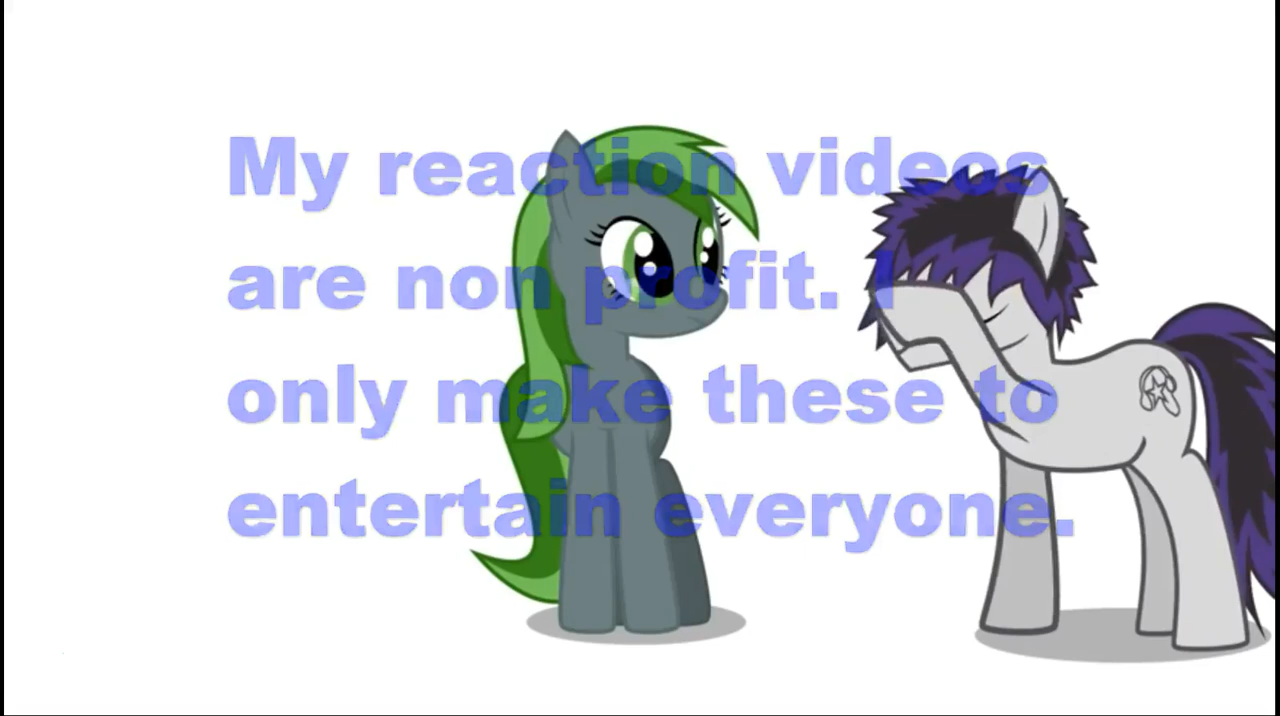 My reaction videos
are non profit. I
only make these to
entertain everyone.